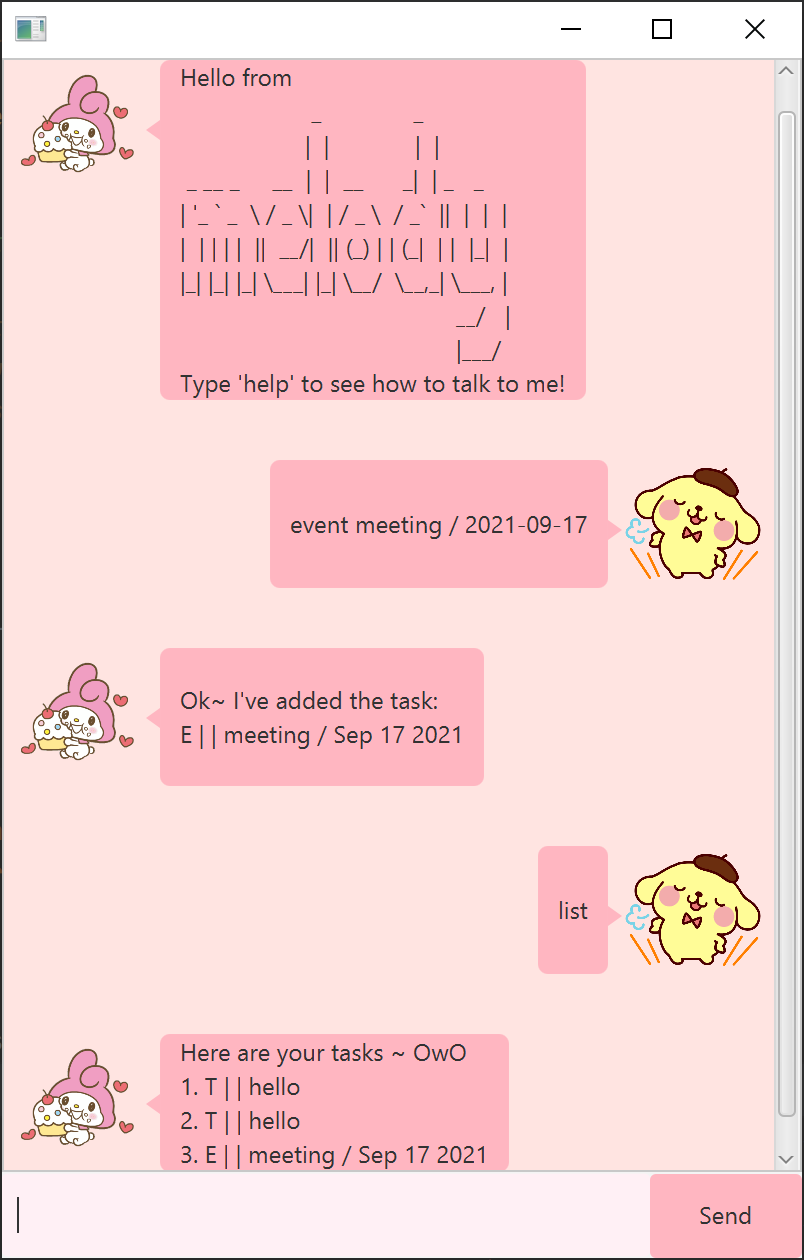 Hello from
                     _               _
                    | |              | |
 _ __ _     __  | |  __      _| | _   _
| '_ ` _  \ / _ \|  | / _ \  / _`  ||  |  |  |
|  | | | |  ||  __/|  || (_) | | (_|  | |  |_|  |
|_| |_| |_| \___| |_| \__/  \__,_| \___, |
                                             __/   |
                                             |___/
Type 'help' to see how to talk to me!
event meeting / 2021-09-17
Ok~ I've added the task:
E | | meeting / Sep 17 2021
list
Here are your tasks ~ OwO
1. T | | hello
2. T | | hello
3. E | | meeting / Sep 17 2021
Send